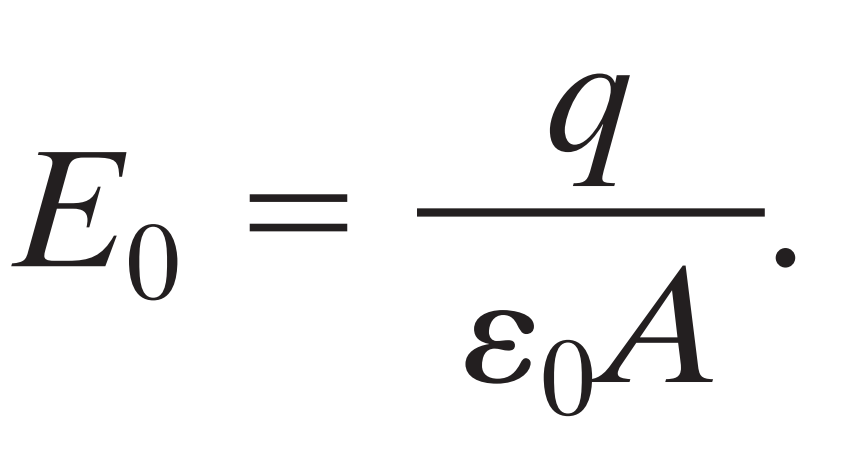 E₀ = q / ε₀A.